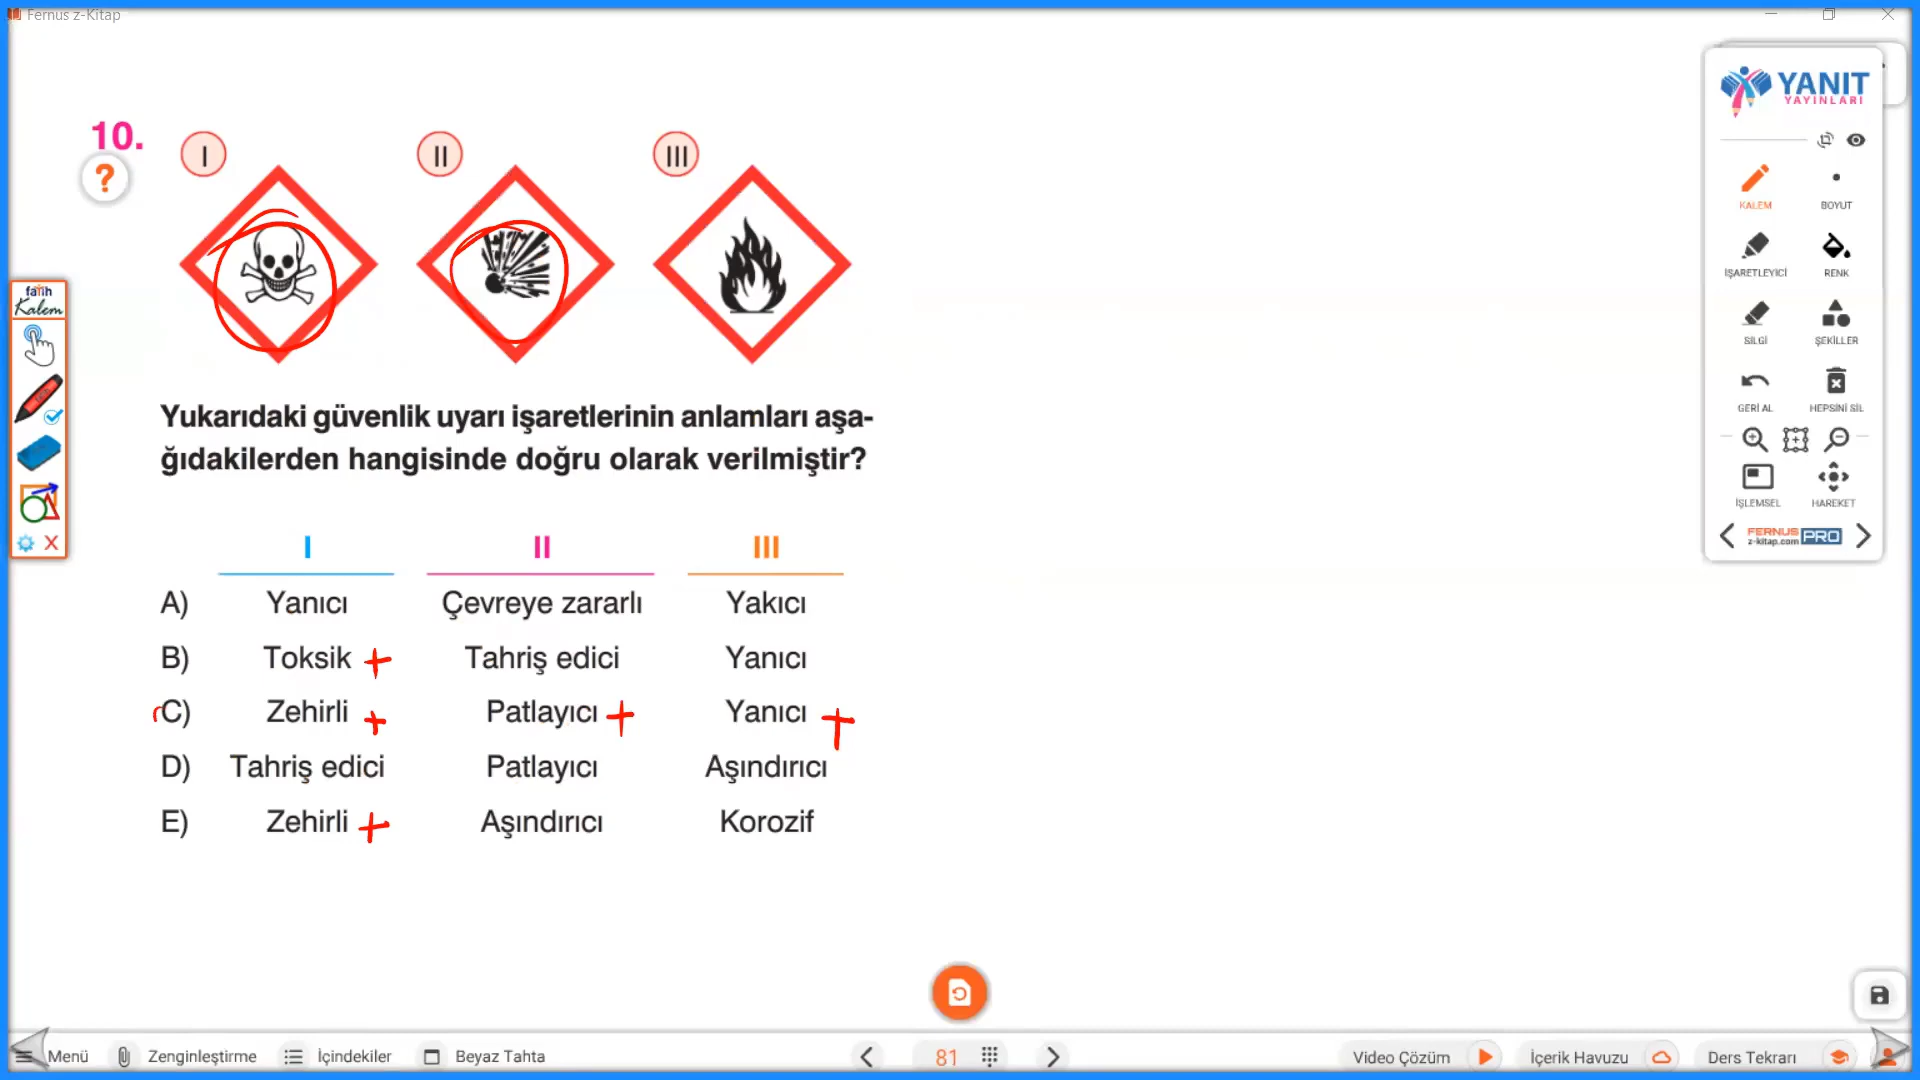 Fernus z-Kitap
YANIT
YAYINLARI
10.
I
II
III
?
KALEM
BOYUT
İŞARETLEYİCİ
RENK
fatih
Kalem
SİLGİ
ŞEKİLLER
GERİ AL
HEPSİNİ SİL
Yukarıdaki güvenlik uyarı işaretlerinin anlamları aşa-
ğıdakilerden hangisinde doğru olarak verilmiştir?
İŞLEMSEL
HAREKET
FERNUS
z-kitap.com
PRO
I II III
A) Yanıcı Çevreye zararlı Yakıcı
B) Toksik + Tahriş edici Yanıcı
C) Zehirli + Patlayıcı + Yanıcı +
D) Tahriş edici Patlayıcı Aşındırıcı
E) Zehirli + Aşındırıcı Korozif
Menü Zenginleştirme İçindekiler Beyaz Tahta 81 Video Çözüm İçerik Havuzu Ders Tekrarı